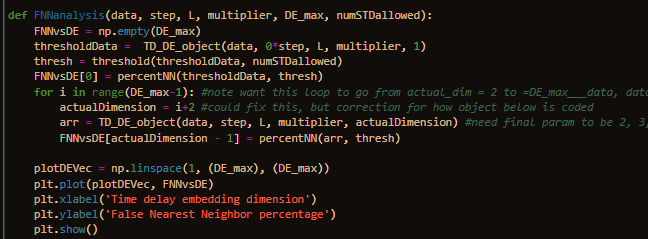 def FNNanalysis(data, step, L, multiplier, DE_max, numSTDallowed):
    FNNvsDE = np.empty(DE_max)
    thresholdData =  TD_DE_object(data, 0*step, L, multiplier, 1)
    thresh = threshold(thresholdData, numSTDallowed)
    FNNvsDE[0] = percentNN(thresholdData, thresh)
    for i in range(DE_max-1): #note want this loop to go from actual_dim = 2 to =DE_max___data, data
        actualDimension = i+2 #could fix this, but correction for how object below is coded
        arr = TD_DE_object(data, step, L, multiplier, actualDimension) #need final param to be 2, 3,
        FNNvsDE[actualDimension - 1] = percentNN(arr, thresh)
    plotDEVec = np.linspace(1, (DE_max), (DE_max))
    plt.plot(plotDEVec, FNNvsDE)
    plt.xlabel('Time delay embedding dimension')
    plt.ylabel('False Nearest Neighbor percentage')
    plt.show()